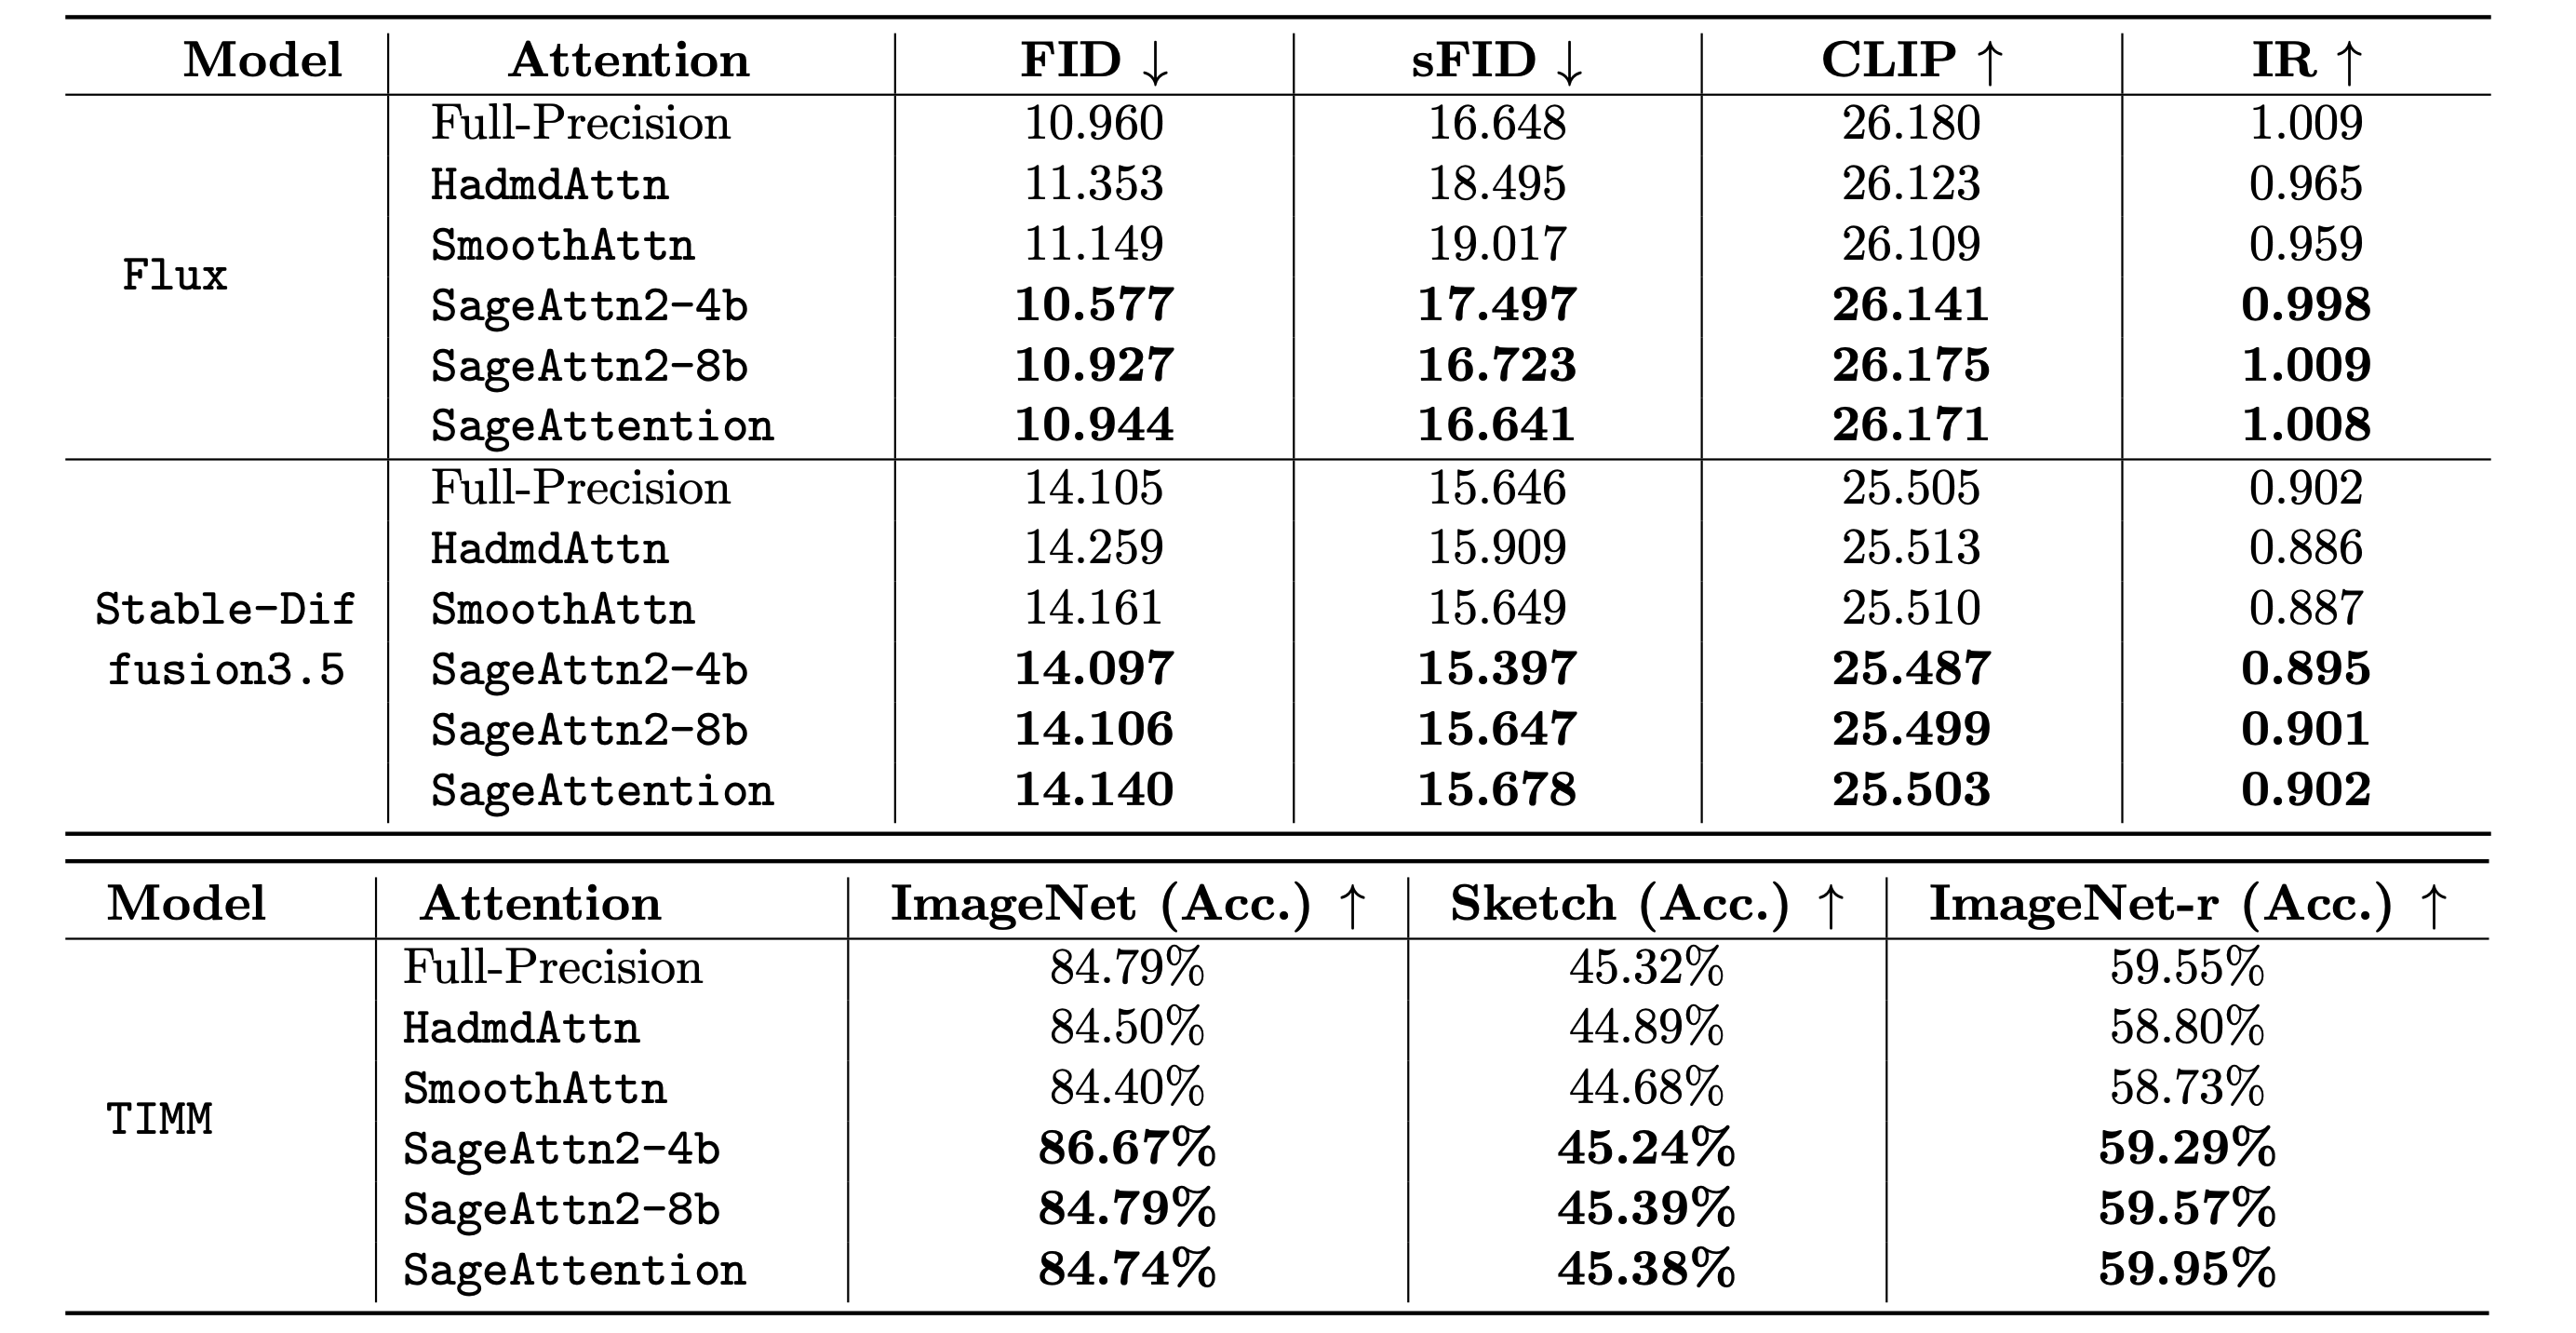 Model Attention FID ↓ sFID ↓ CLIP ↑ IR ↑
Full-Precision 10.960 16.648 26.180 1.009
HadmdAttn 11.353 18.495 26.123 0.965
SmoothAttn 11.149 19.017 26.109 0.959
Flux
SageAttn2-4b 10.577 17.497 26.141 0.998
SageAttn2-8b 10.927 16.723 26.175 1.009
SageAttention 10.944 16.641 26.171 1.008
Full-Precision 14.105 15.646 25.505 0.902
HadmdAttn 14.259 15.909 25.513 0.886
Stable-Dif SmoothAttn 14.161 15.649 25.510 0.887
fusion3.5 SageAttn2-4b 14.097 15.397 25.487 0.895
SageAttn2-8b 14.106 15.647 25.499 0.901
SageAttention 14.140 15.678 25.503 0.902
Model Attention ImageNet (Acc.) ↑ Sketch (Acc.) ↑ ImageNet-r (Acc.) ↑
Full-Precision 84.79% 45.32% 59.55%
HadmdAttn 84.50% 44.89% 58.80%
SmoothAttn 84.40% 44.68% 58.73%
TIMM
SageAttn2-4b 86.67% 45.24% 59.29%
SageAttn2-8b 84.79% 45.39% 59.57%
SageAttention 84.74% 45.38% 59.95%